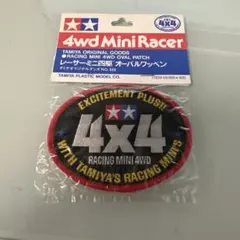 TAMIYA
4wd Mini Racer
TAMIYA ORIGINAL GOODS
RACING MINI 4WD OVAL PATCH
レーサーミニ四駆 オーバルワッペン
TAMIYA PLASTIC MODEL CO.
4x4
EXCITEMENT PLUS!!
4x4
RACING MINI 4WD
WITH TAMIYA'S RACING MINIS